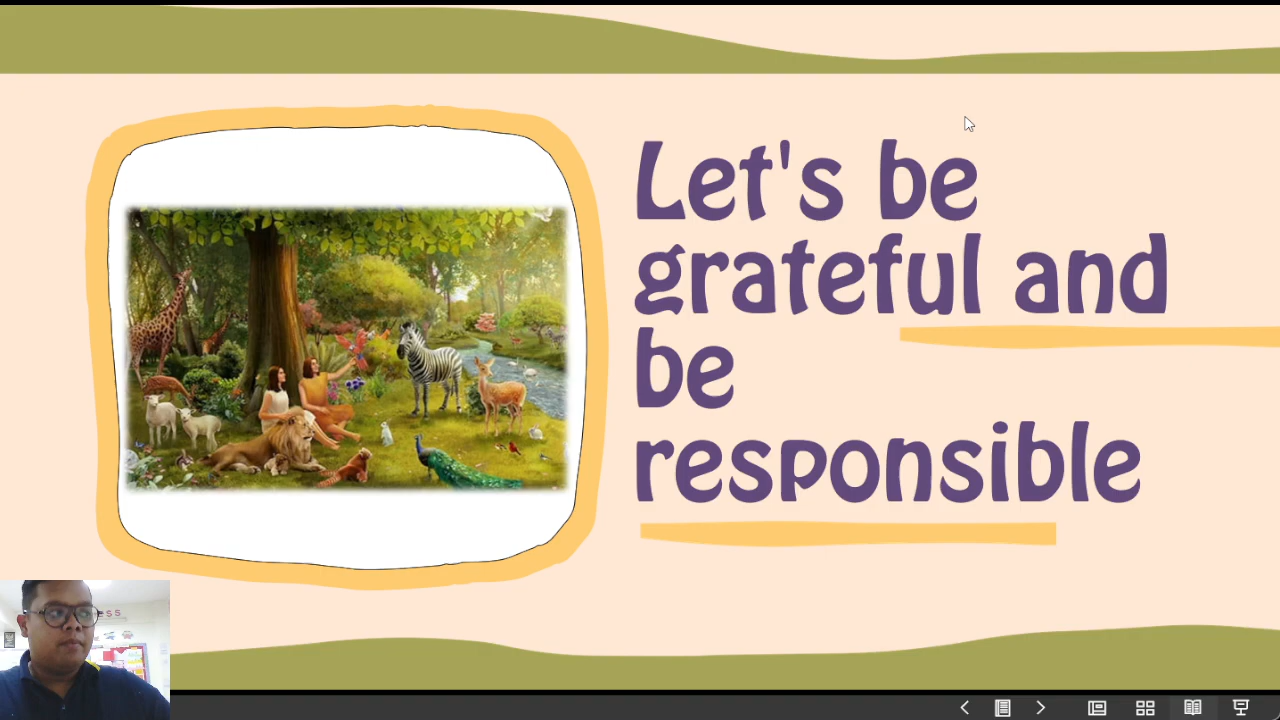 Let's be
grateful and
be
responsible